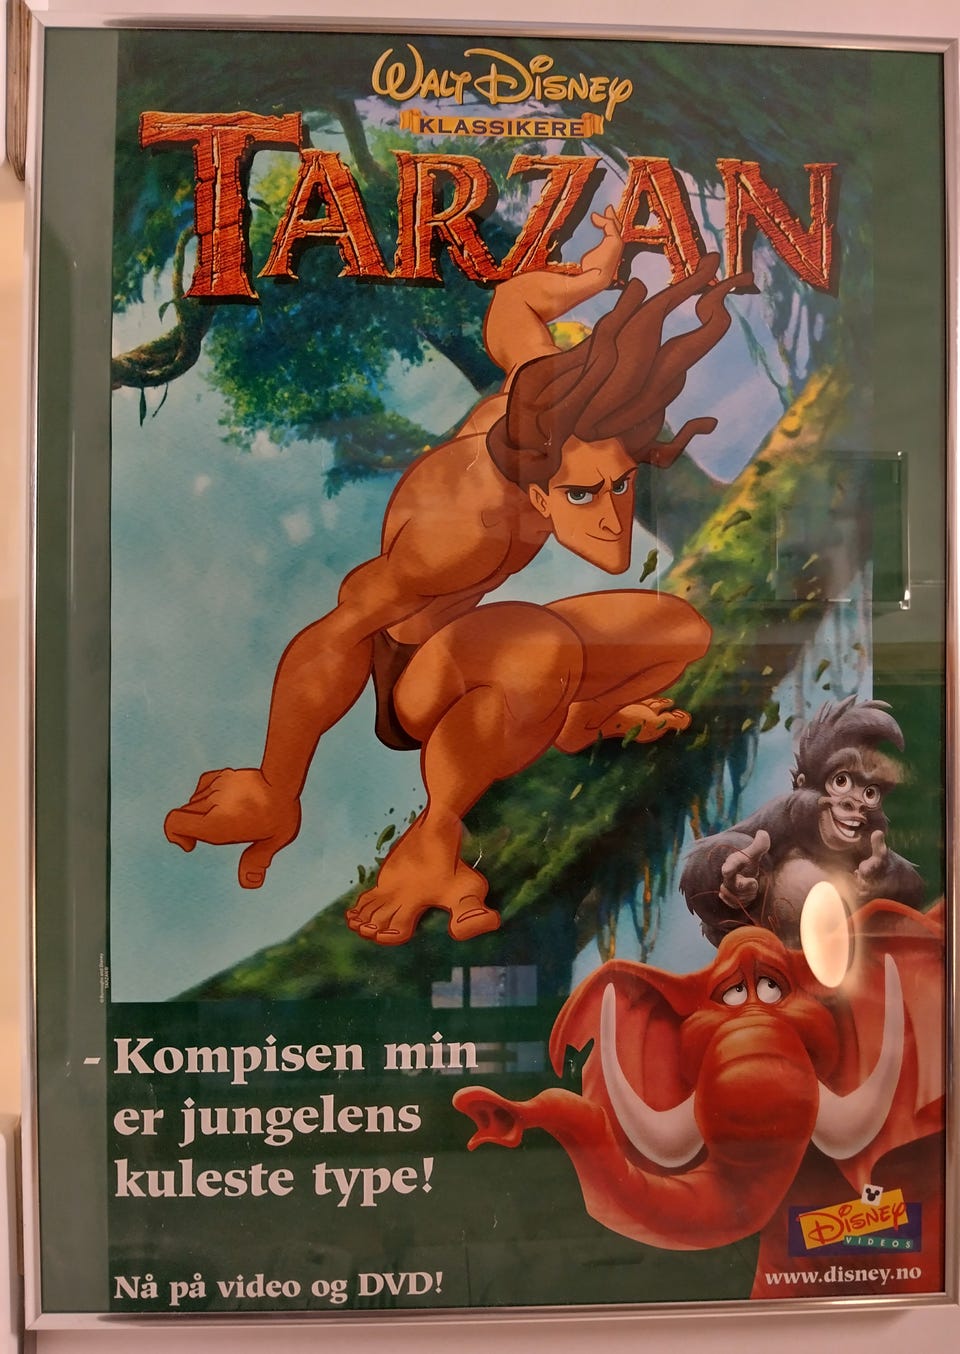 WALT DISNEY
KLASSIKERE
TARZAN
- Kompisen min
er jungelens
kuleste type!
Nå på video og DVD!
DISNEY
VIDEOS
www.disney.no